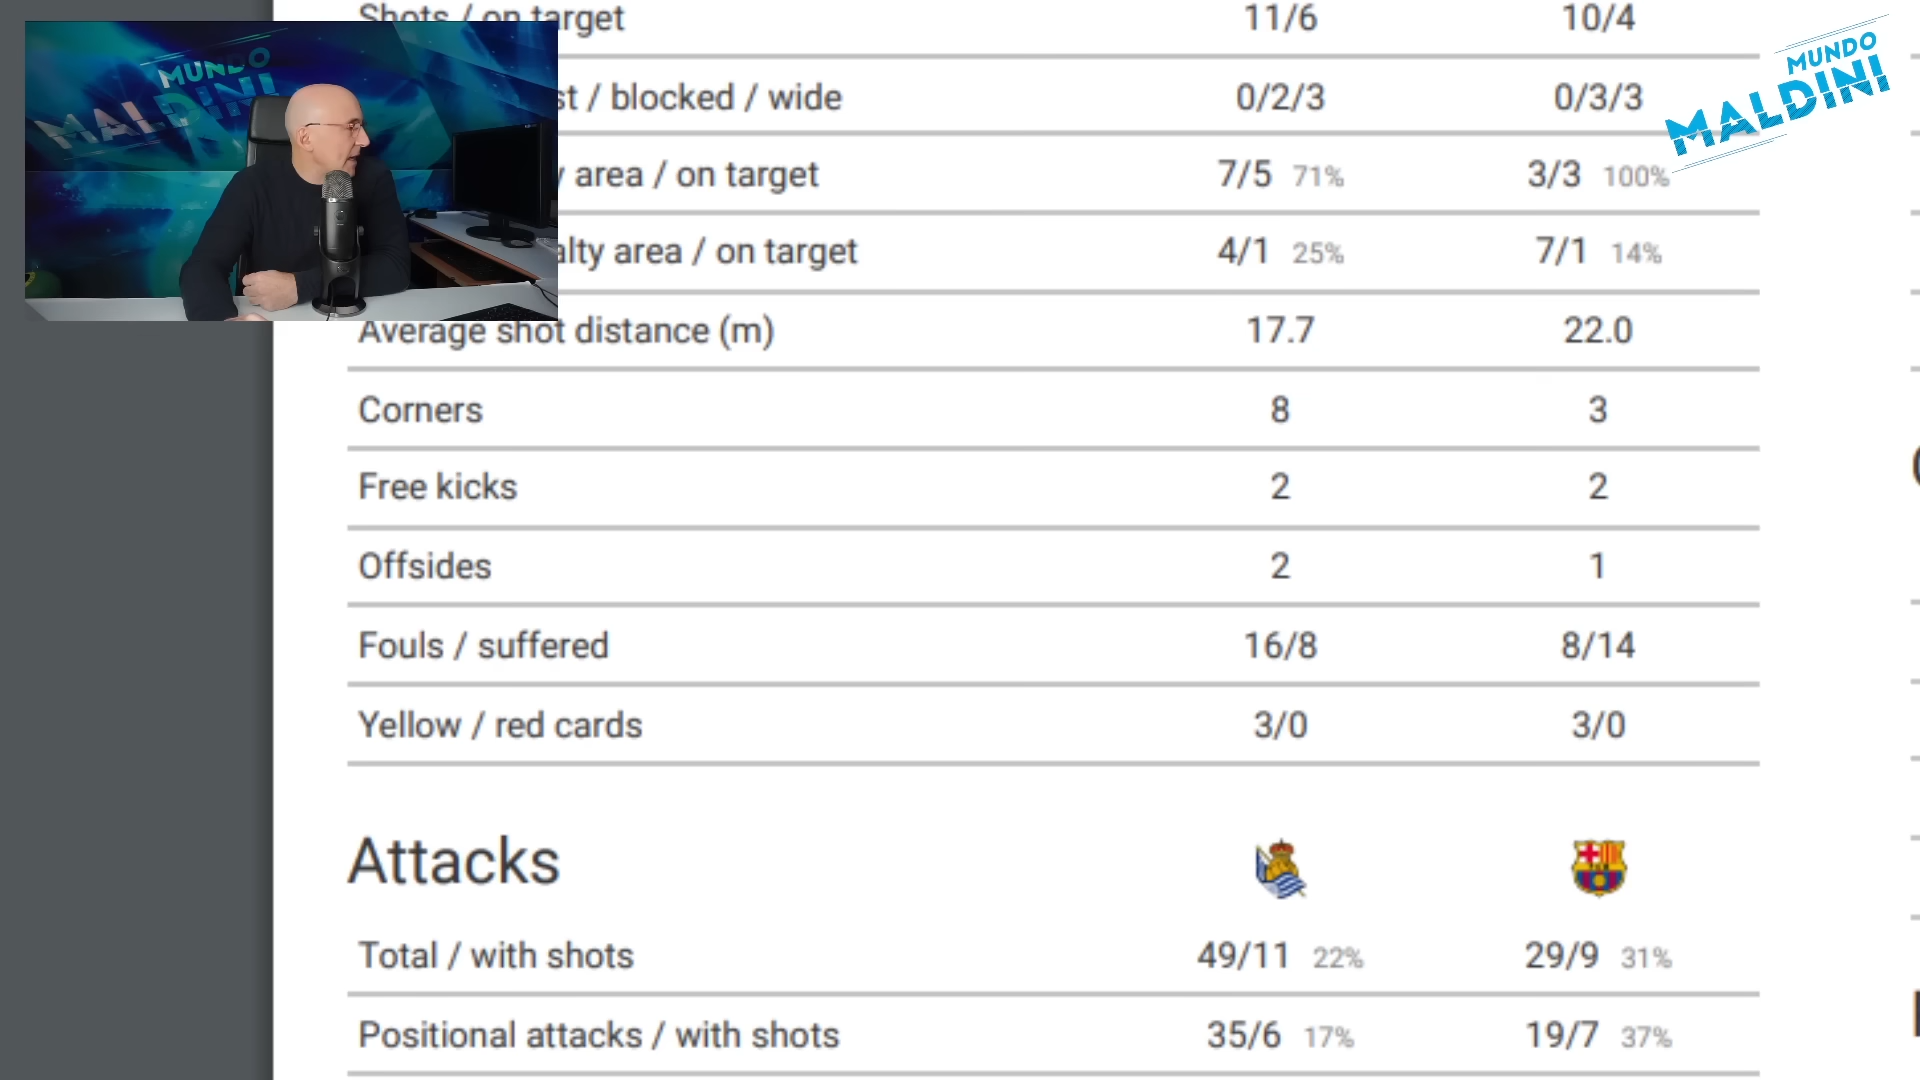 Shots / on target 11/6 10/4
/ blocked / wide 0/2/3 0/3/3
area / on target 7/5 71% 3/3 100%
area / on target 4/1 25% 7/1 14%
Average shot distance (m) 17.7 22.0
Corners 8 3
Free kicks 2 2
Offsides 2 1
Fouls / suffered 16/8 8/14
Yellow / red cards 3/0 3/0
Attacks
Total / with shots 49/11 22% 29/9 31%
Positional attacks / with shots 35/6 17% 19/7 37%
MUNDO
MALDINI
MUNDO
MALDINI